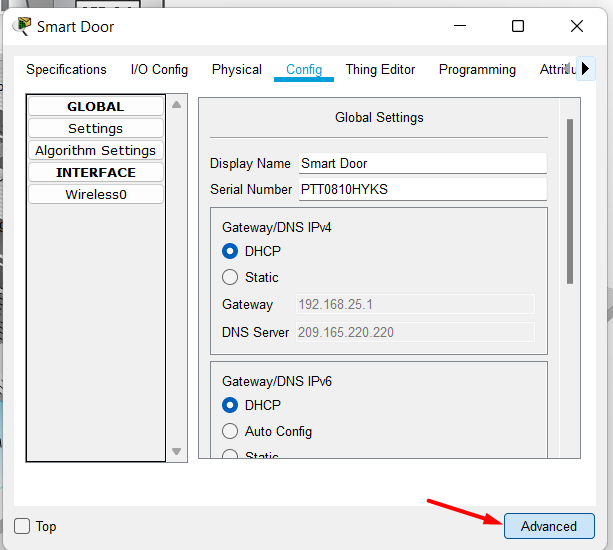 Smart Door
Specifications I/O Config Physical Config Thing Editor Programming
GLOBAL
Settings
Algorithm Settings
INTERFACE
Wireless0
Global Settings
Display Name Smart Door
Serial Number PTT0810HYKS
Gateway/DNS IPv4
DHCP
Static
Gateway 192.168.25.1
DNS Server 209.165.220.220
Gateway/DNS IPv6
DHCP
Auto Config
Static
Top Advanced